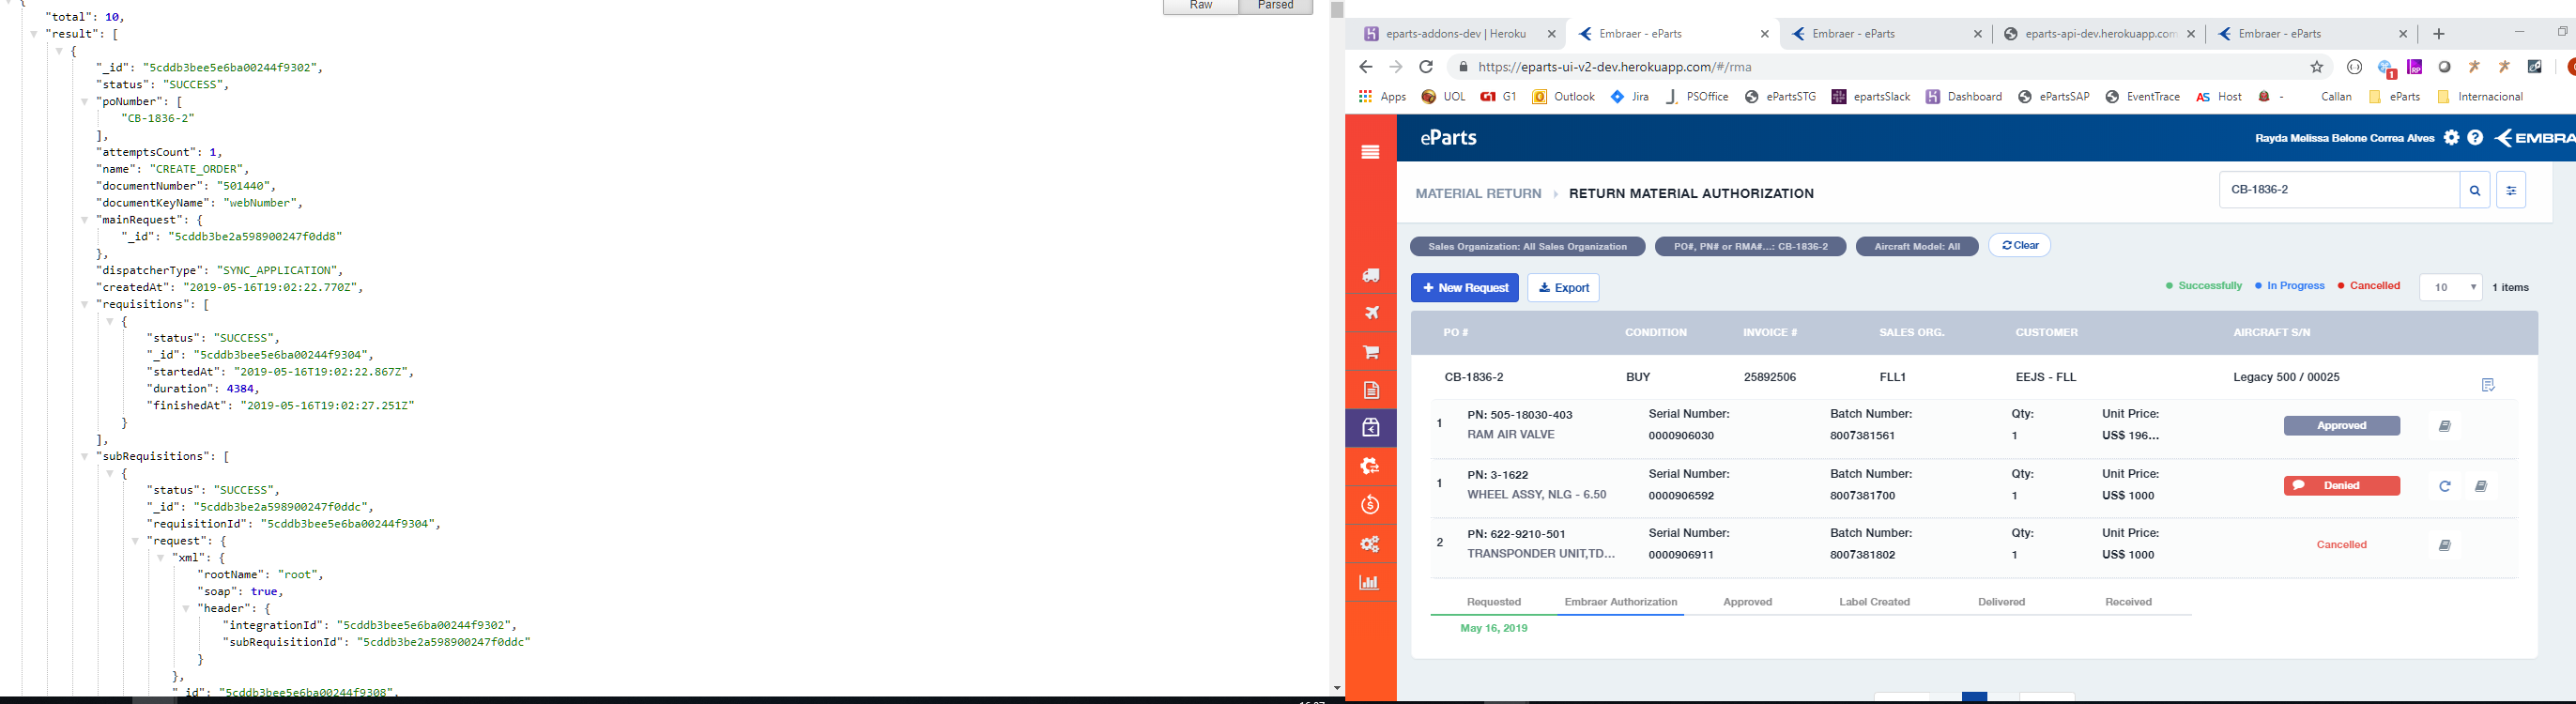 {
Raw Parsed
"total": 10,
"result": [
{
"_id": "5cddb3bee5e6ba00244f9302",
"status": "SUCCESS",
"poNumber": [
"CB-1836-2"
],
"attemptsCount": 1,
"name": "CREATE_ORDER",
"documentNumber": "501440",
"documentKeyName": "webNumber",
"mainRequest": {
"_id": "5cddb3be2a598900247f0dd8"
},
"dispatcherType": "SYNC_APPLICATION",
"createdAt": "2019-05-16T19:02:22.770Z",
"requisitions": [
{
"status": "SUCCESS",
"_id": "5cddb3bee5e6ba00244f9304",
"startedAt": "2019-05-16T19:02:22.867Z",
"duration": 4384,
"finishedAt": "2019-05-16T19:02:27.251Z"
}
],
"subRequisitions": [
{
"status": "SUCCESS",
"_id": "5cddb3be2a598900247f0ddc",
"requisitionId": "5cddb3bee5e6ba00244f9304",
"request": {
"xml": {
"rootName": "root",
"soap": true,
"header": {
"integrationId": "5cddb3bee5e6ba00244f9302",
"subRequisitionId": "5cddb3be2a598900247f0ddc"
}
},
"_id": "5cddb3bee5e6ba00244f9308",
eparts-addons-dev | Heroku Embraer - eParts Embraer - eParts eparts-api-dev.herokuapp.com Embraer - eParts
https://eparts-ui-v2-dev.herokuapp.com/#/rma 1 RP
Apps UOL G1 G1 Outlook Jira PSOffice ePartsSTG epartsSlack Dashboard ePartsSAP EventTrace AS Host - Callan eParts Internacional
eParts Rayda Melissa Belone Correa Alves ? EMBRA
MATERIAL RETURN RETURN MATERIAL AUTHORIZATION CB-1836-2
Sales Organization: All Sales Organization PO#, PN# or RMA#...: CB-1836-2 Aircraft Model: All Clear
+ New Request Export Successfully In Progress Cancelled 10 1 items
PO # CONDITION INVOICE # SALES ORG. CUSTOMER AIRCRAFT S/N
CB-1836-2 BUY 25892506 FLL1 EEJS - FLL Legacy 500 / 00025
1 PN: 505-18030-403 Serial Number: Batch Number: Qty: Unit Price: Approved
RAM AIR VALVE 0000906030 8007381561 1 US$ 196...
1 PN: 3-1622 Serial Number: Batch Number: Qty: Unit Price: Denied
WHEEL ASSY, NLG - 6.50 0000906592 8007381700 1 US$ 1000
2 PN: 622-9210-501 Serial Number: Batch Number: Qty: Unit Price: Cancelled
TRANSPONDER UNIT,TD... 0000906911 8007381802 1 US$ 1000
Requested Embraer Authorization Approved Label Created Delivered Received
May 16, 2019